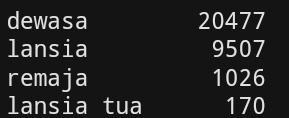 dewasa 20477
lansia 9507
remaja 1026
lansia tua 170